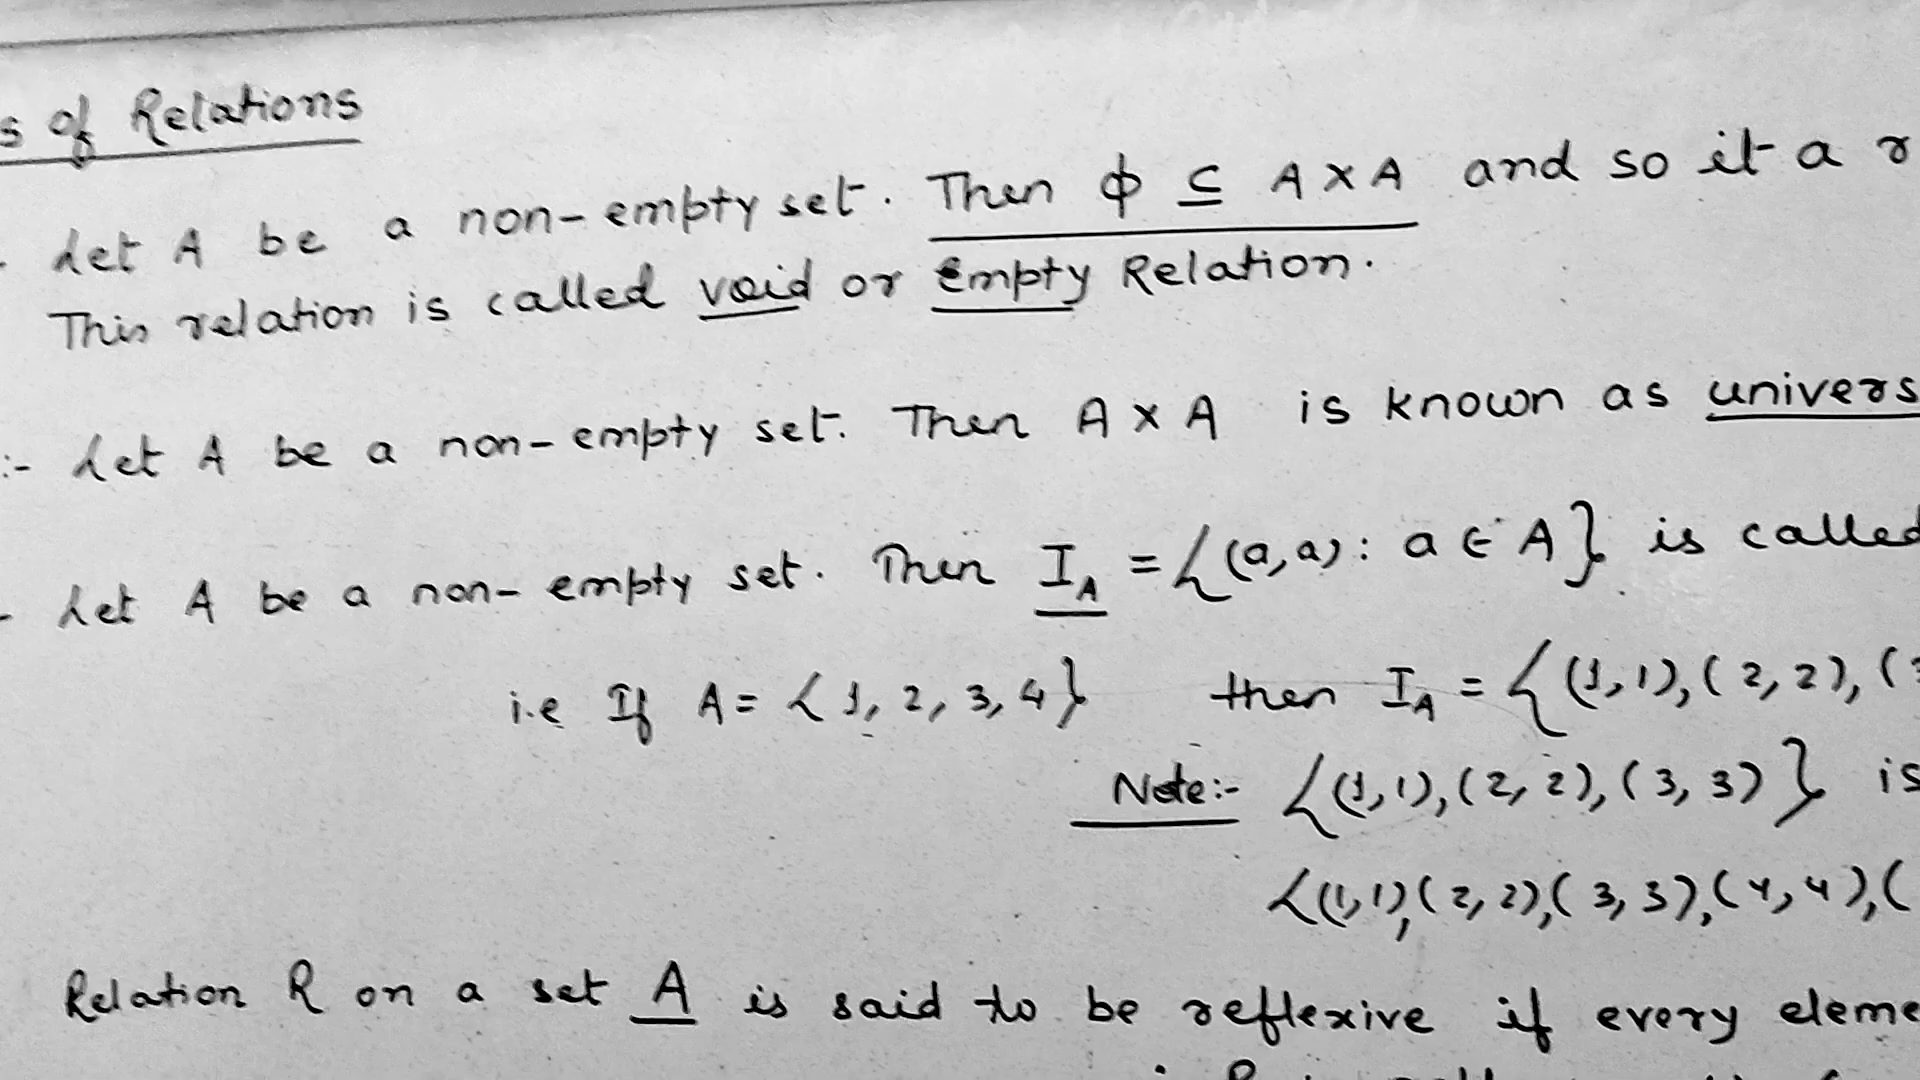 s of Relations
- Let A be a non-empty set. Then ϕ ⊆ A×A and so it a r
This relation is called void or Empty Relation.
:- Let A be a non-empty set. Then A × A is known as univers
- Let A be a non-empty set. Then I_A = {(a,a): a ∈ A} is called
i.e If A = {1, 2, 3, 4} then I_A = {(1,1),(2,2),(3
Note:- {(1,1),(2,2),(3,3)} is
{(1,1),(2,2),(3,3),(4,4),(
Relation R on a set A is said to be reflexive if every eleme